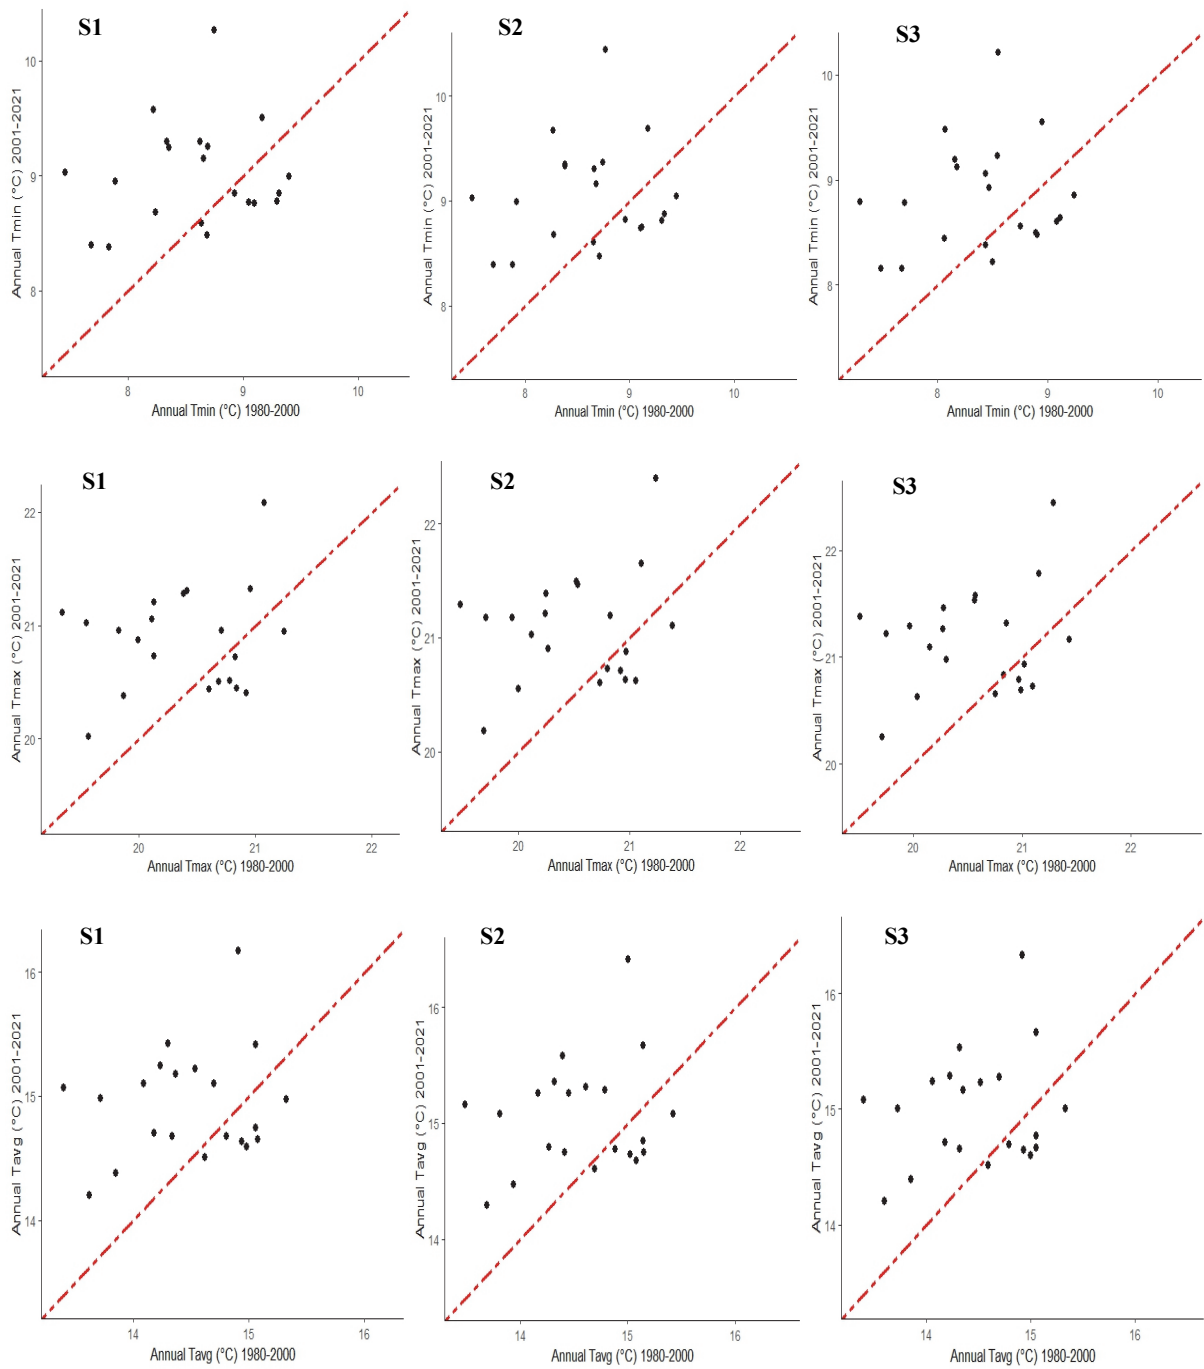 S1
Annual Tmin (°C) 2001-2021
10
9
8
8 9 10
Annual Tmin (°C) 1980-2000
S2
Annual Tmin (°C) 2001-2021
10
9
8
8 9 10
Annual Tmin (°C) 1980-2000
S3
Annual Tmin (°C) 2001-2021
10
9
8
8 9 10
Annual Tmin (°C) 1980-2000
S1
Annual Tmax (°C) 2001-2021
22
21
20
20 21 22
Annual Tmax (°C) 1980-2000
S2
Annual Tmax (°C) 2001-2021
22
21
20
20 21 22
Annual Tmax (°C) 1980-2000
S3
Annual Tmax (°C) 2001-2021
22
21
20
20 21 22
Annual Tmax (°C) 1980-2000
S1
Annual Tavg (°C) 2001-2021
16
15
14
14 15 16
Annual Tavg (°C) 1980-2000
S2
Annual Tavg (°C) 2001-2021
16
15
14
14 15 16
Annual Tavg (°C) 1980-2000
S3
Annual Tavg (°C) 2001-2021
16
15
14
14 15 16
Annual Tavg (°C) 1980-2000